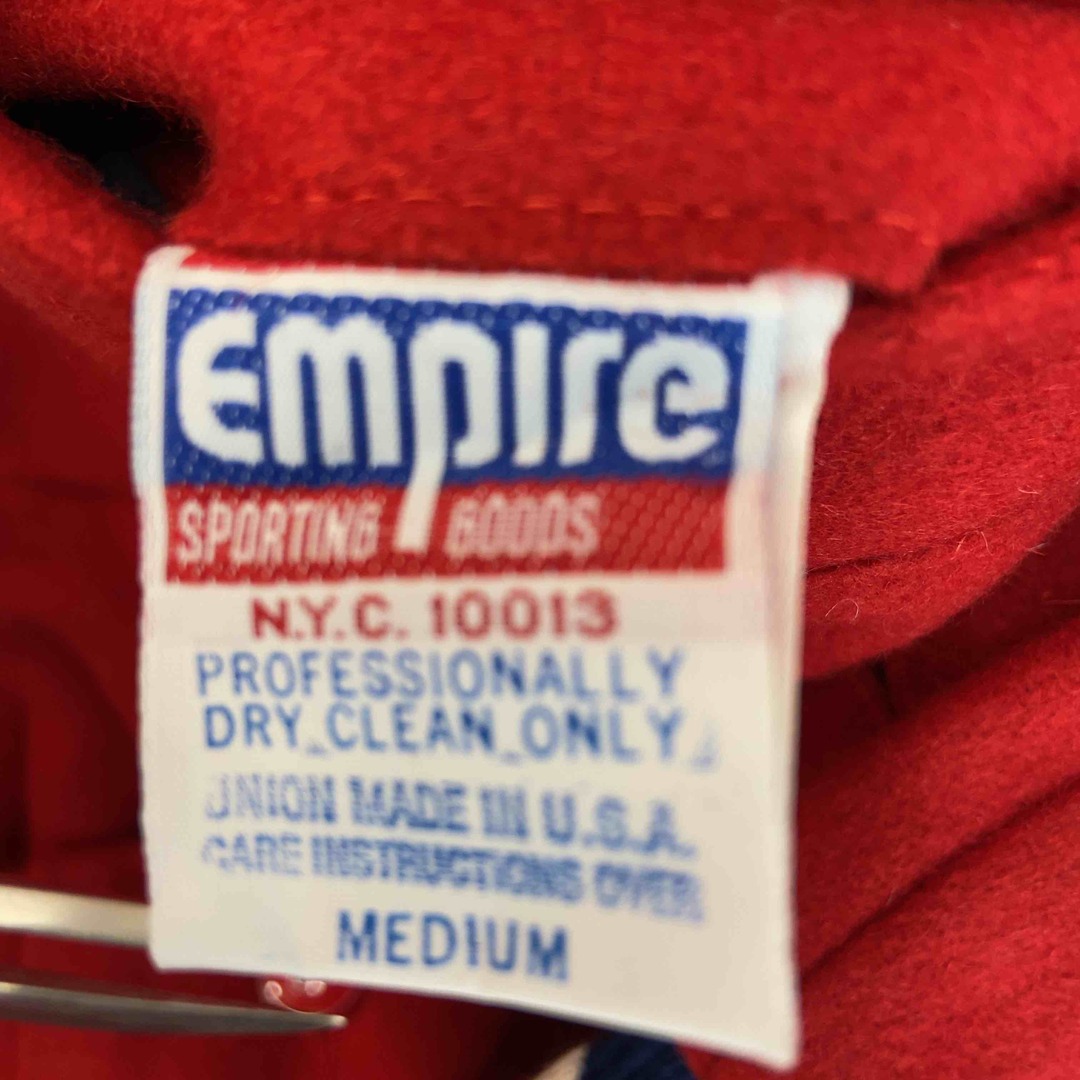 Empire
SPORTING GOODS
N.Y.C. 10013
PROFESSIONALLY
DRY CLEAN ONLY
UNION MADE IN U.S.A.
CARE INSTRUCTIONS OVER
MEDIUM